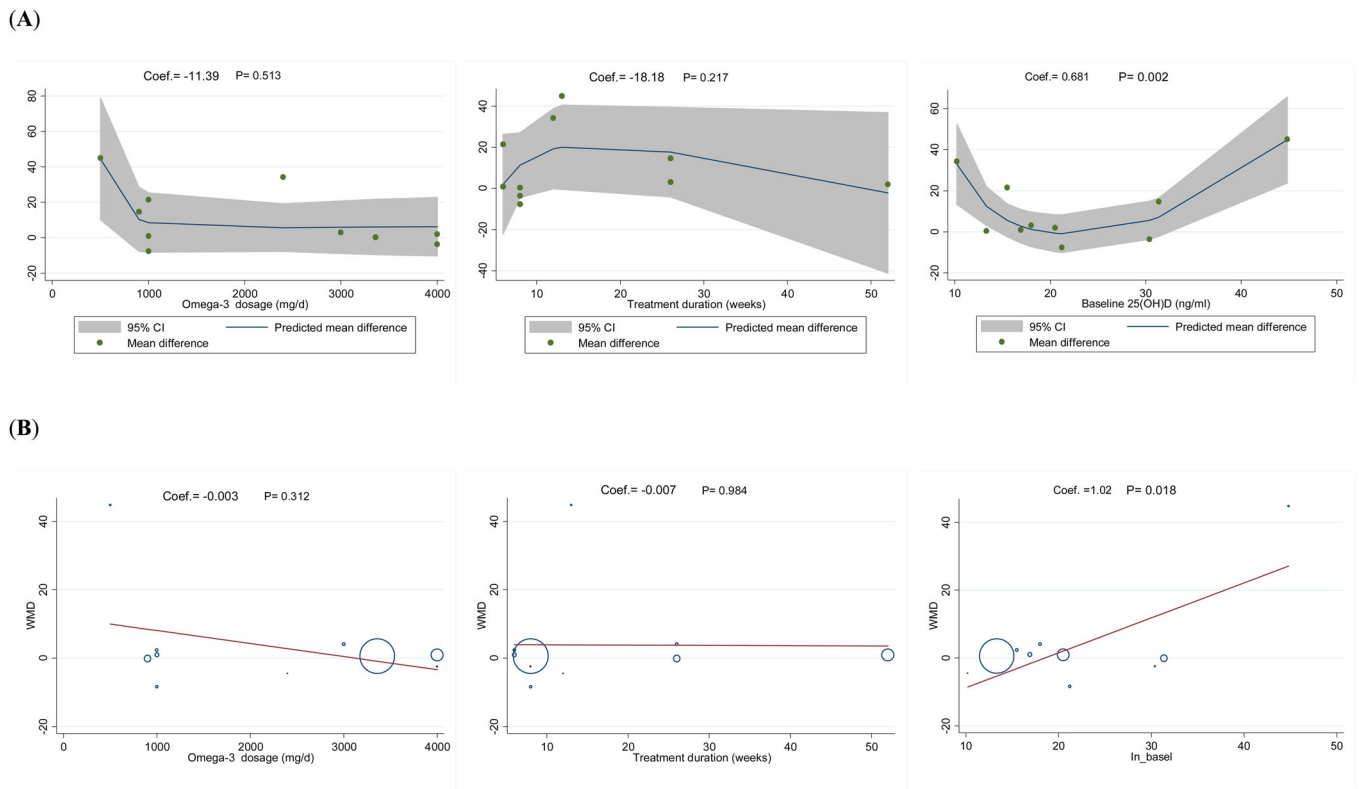 (A)
Coef.= -11.39 P= 0.513
80
60
40
20
0
-20
0 1000 2000 3000 4000
Omega-3 dosage (mg/d)
95% CI Predicted mean difference
Mean difference
Coef.= -18.18 P= 0.217
40
20
0
-20
-40
10 20 30 40 50
Treatment duration (weeks)
95% CI Predicted mean difference
Mean difference
Coef.= 0.681 P= 0.002
60
40
20
0
-20
10 20 30 40 50
Baseline 25(OH)D (ng/ml)
95% CI Predicted mean difference
Mean difference
(B)
Coef.= -0.003 P= 0.312
WMD
40
20
0
-20
0 1000 2000 3000 4000
Omega-3 dosage (mg/d)
Coef.= -0.007 P= 0.984
WMD
40
20
0
-20
10 20 30 40 50
Treatment duration (weeks)
Coef. =1.02 P= 0.018
WMD
40
20
0
-20
10 20 30 40 50
In_basel